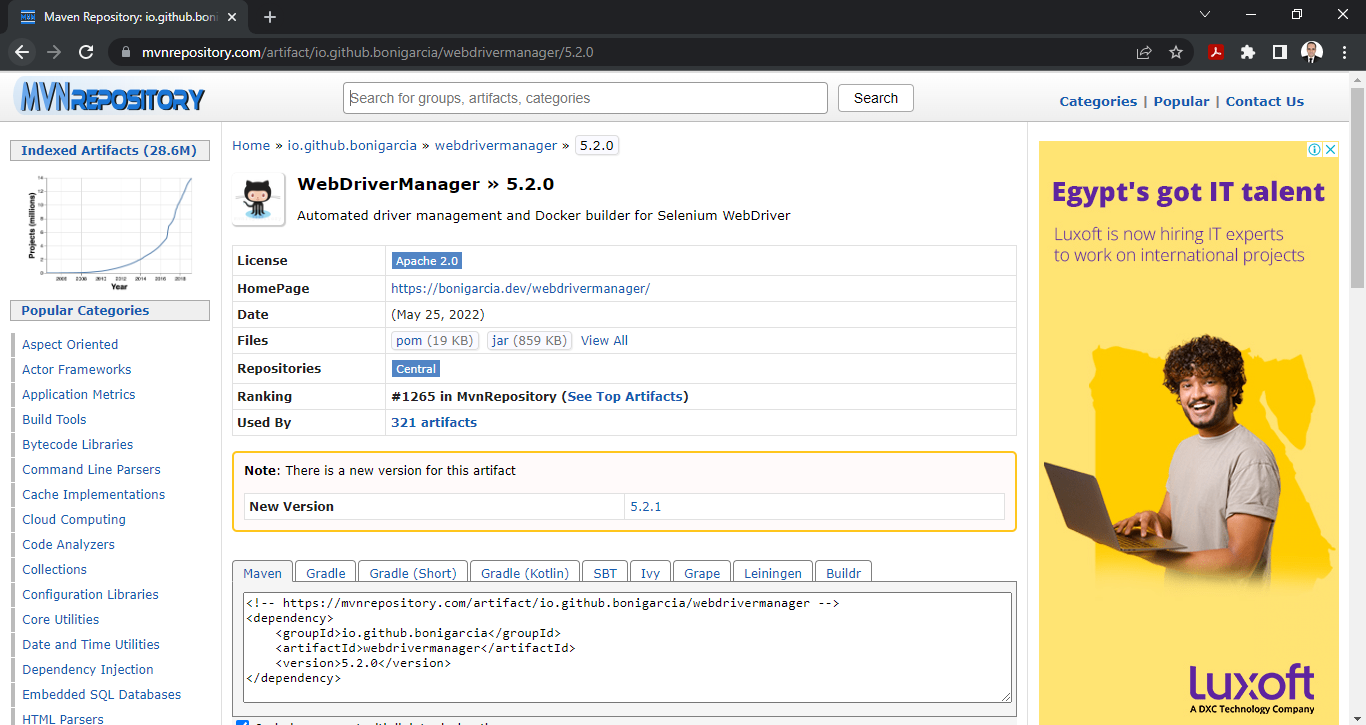 Maven Repository: io.github.boni
mvnrepository.com/artifact/io.github.bonigarcia/webdrivermanager/5.2.0
MVNREPOSITORY
Search for groups, artifacts, categories
Search
Categories | Popular | Contact Us
Indexed Artifacts (28.6M)
Projects (millions)
Year
Popular Categories
Aspect Oriented
Actor Frameworks
Application Metrics
Build Tools
Bytecode Libraries
Command Line Parsers
Cache Implementations
Cloud Computing
Code Analyzers
Collections
Configuration Libraries
Core Utilities
Date and Time Utilities
Dependency Injection
Embedded SQL Databases
HTML Parsers
Home » io.github.bonigarcia » webdrivermanager » 5.2.0
WebDriverManager » 5.2.0
Automated driver management and Docker builder for Selenium WebDriver
License Apache 2.0
HomePage https://bonigarcia.dev/webdrivermanager/
Date (May 25, 2022)
Files pom (19 KB) jar (859 KB) View All
Repositories Central
Ranking #1265 in MvnRepository (See Top Artifacts)
Used By 321 artifacts
Note: There is a new version for this artifact
New Version 5.2.1
Maven Gradle Gradle (Short) Gradle (Kotlin) SBT Ivy Grape Leiningen Buildr
<!-- https://mvnrepository.com/artifact/io.github.bonigarcia/webdrivermanager -->
<dependency>
    <groupId>io.github.bonigarcia</groupId>
    <artifactId>webdrivermanager</artifactId>
    <version>5.2.0</version>
</dependency>
Egypt's got IT talent
Luxoft is now hiring IT experts
to work on international projects
Luxoft
A DXC Technology Company